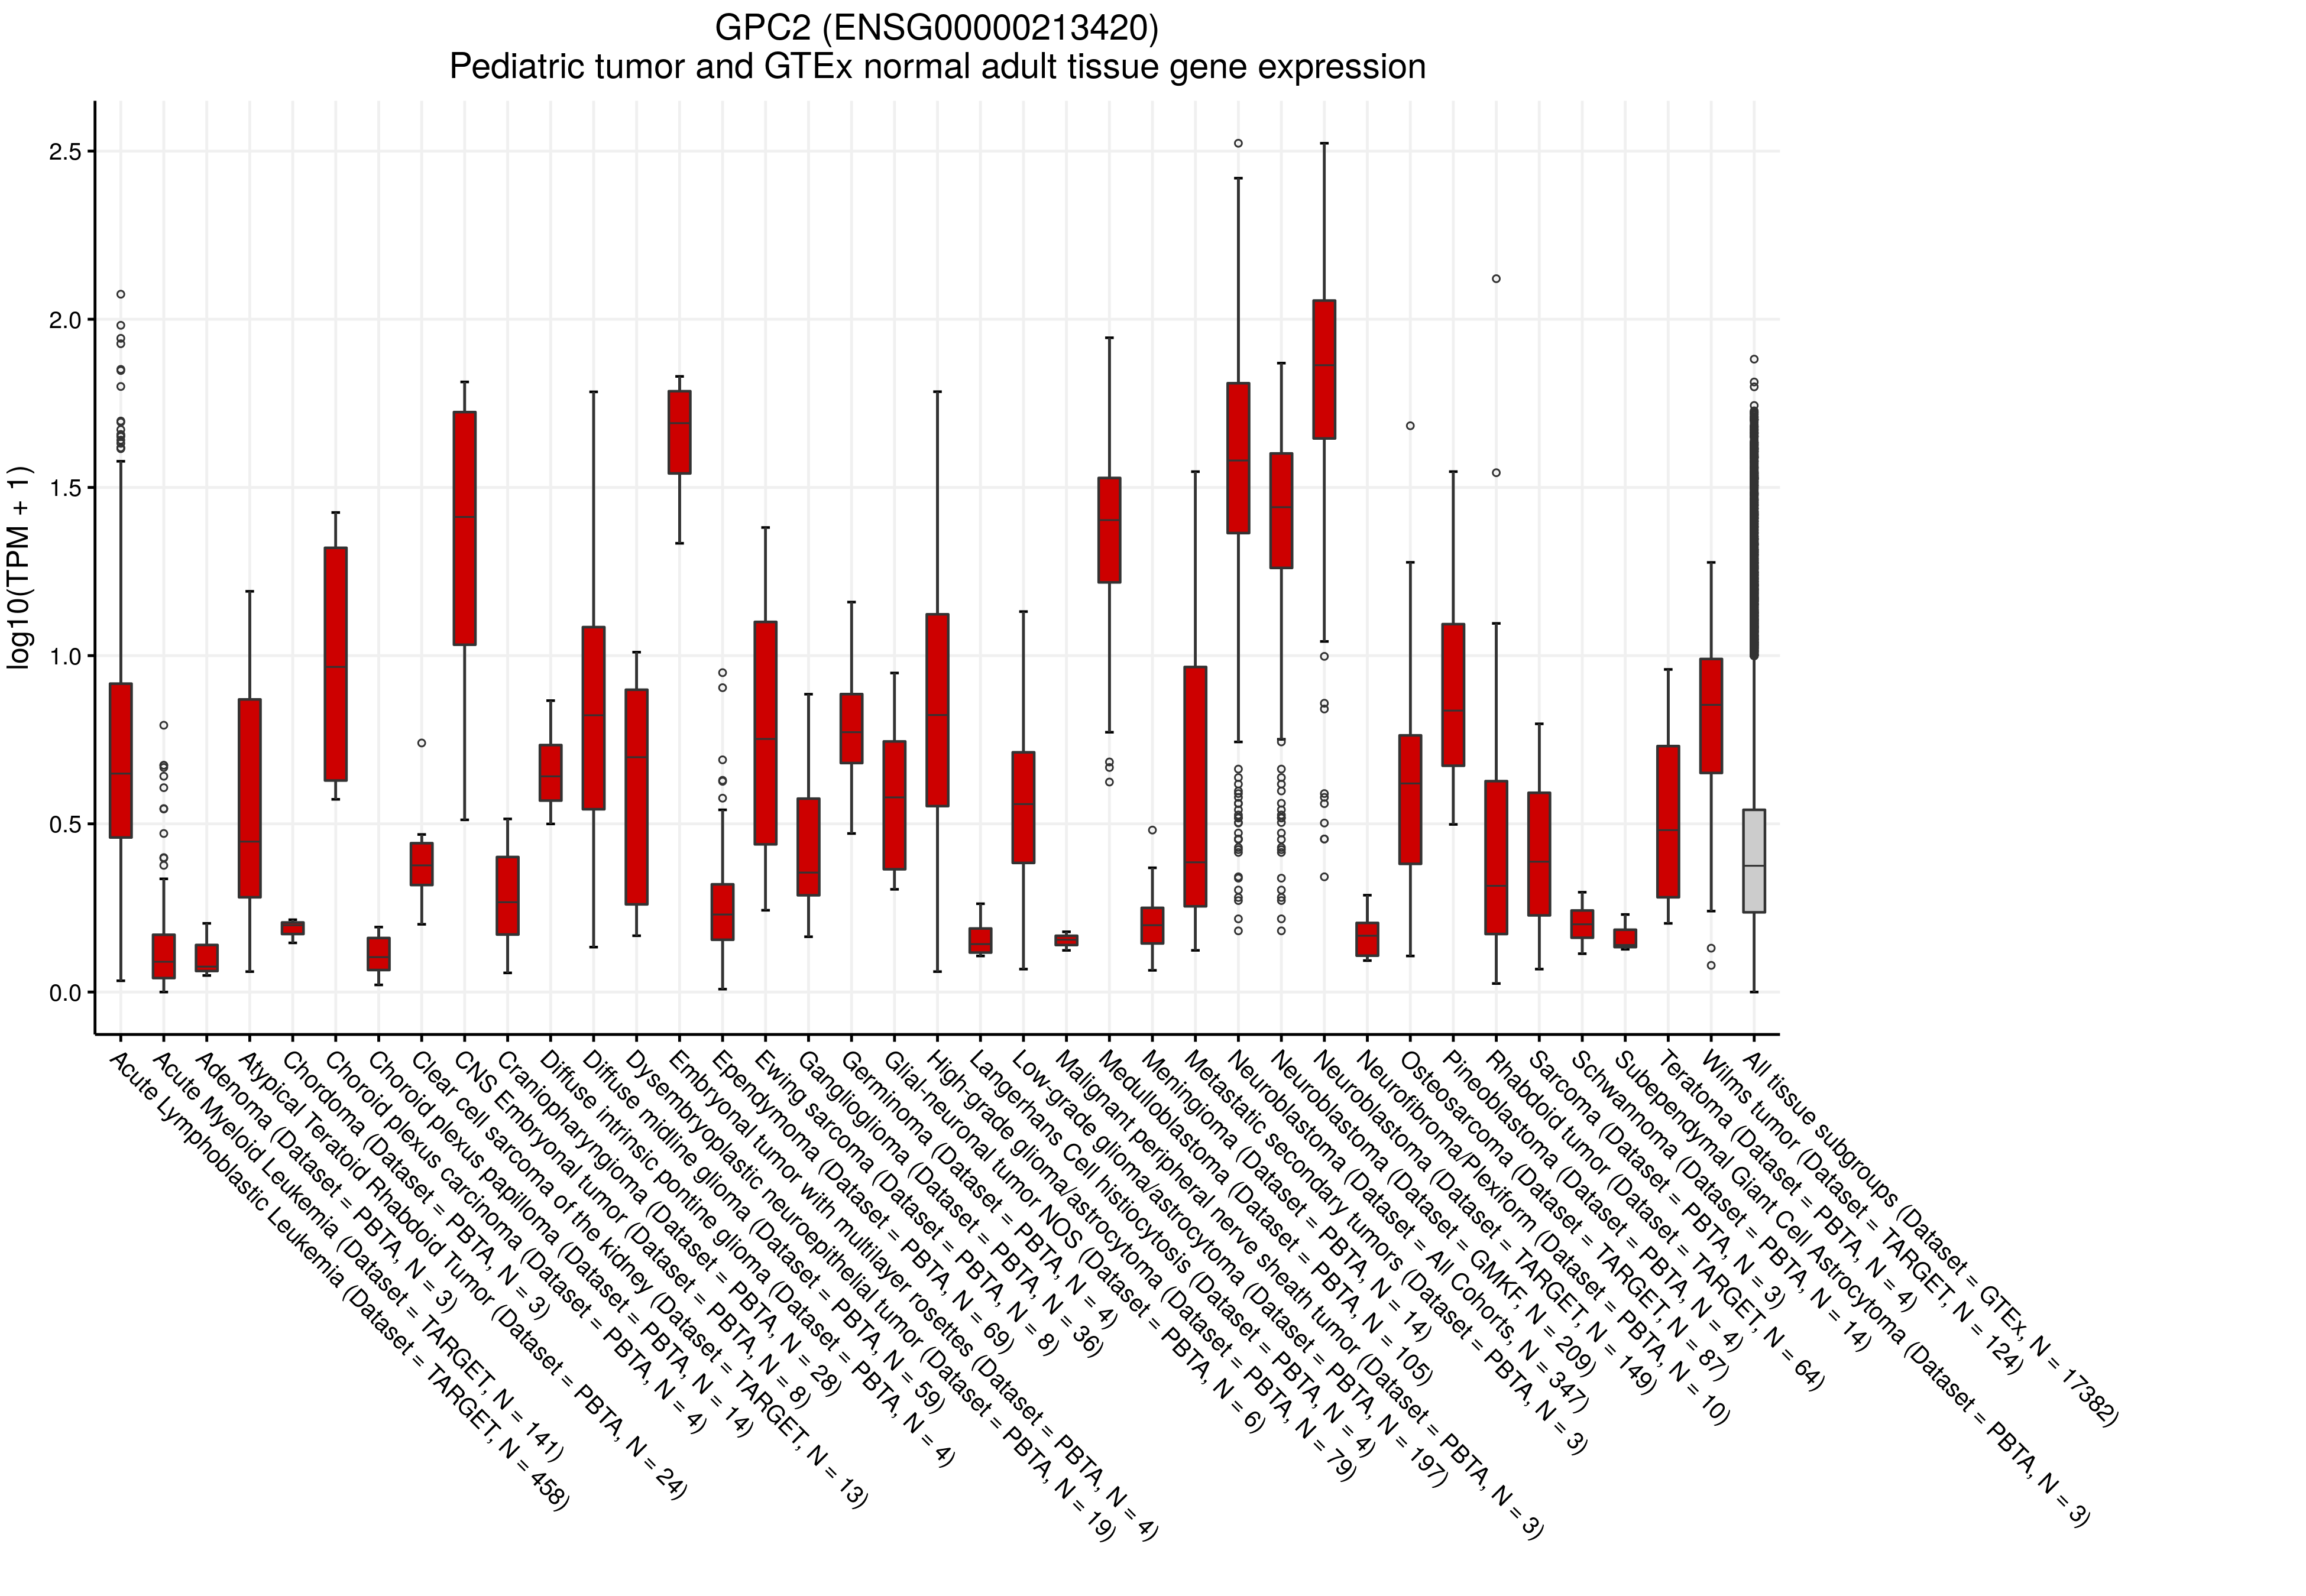 GPC2 (ENSG00000213420)
Pediatric tumor and GTEx normal adult tissue gene expression
log10(TPM + 1)
2.5
2.0
1.5
1.0
0.5
0.0
Acute Lymphoblastic Leukemia (Dataset = TARGET, N = 458)
Acute Myeloid Leukemia (Dataset = TARGET, N = 141)
Adenoma (Dataset = PBTA, N = 3)
Atypical Teratoid Rhabdoid Tumor (Dataset = PBTA, N = 24)
Chordoma (Dataset = PBTA, N = 3)
Choroid plexus carcinoma (Dataset = PBTA, N = 4)
Choroid plexus papilloma (Dataset = PBTA, N = 14)
Clear cell sarcoma of the kidney (Dataset = TARGET, N = 13)
CNS Embryonal tumor (Dataset = PBTA, N = 8)
Craniopharyngioma (Dataset = PBTA, N = 28)
Diffuse intrinsic pontine glioma (Dataset = PBTA, N = 4)
Diffuse midline glioma (Dataset = PBTA, N = 59)
Dysembryoplastic neuroepithelial tumor (Dataset = PBTA, N = 19)
Embryonal tumor with multilayer rosettes (Dataset = PBTA, N = 4)
Ependymoma (Dataset = PBTA, N = 69)
Ewing sarcoma (Dataset = PBTA, N = 8)
Ganglioglioma (Dataset = PBTA, N = 36)
Germinoma (Dataset = PBTA, N = 4)
Glial-neuronal tumor NOS (Dataset = PBTA, N = 6)
High-grade glioma/astrocytoma (Dataset = PBTA, N = 79)
Langerhans Cell histiocytosis (Dataset = PBTA, N = 4)
Low-grade glioma/astrocytoma (Dataset = PBTA, N = 197)
Malignant peripheral nerve sheath tumor (Dataset = PBTA, N = 3)
Medulloblastoma (Dataset = PBTA, N = 105)
Meningioma (Dataset = PBTA, N = 14)
Metastatic secondary tumors (Dataset = PBTA, N = 3)
Neuroblastoma (Dataset = All Cohorts, N = 347)
Neuroblastoma (Dataset = GMKF, N = 209)
Neuroblastoma (Dataset = TARGET, N = 149)
Neurofibroma/Plexiform (Dataset = PBTA, N = 10)
Osteosarcoma (Dataset = TARGET, N = 87)
Pineoblastoma (Dataset = PBTA, N = 4)
Rhabdoid tumor (Dataset = TARGET, N = 64)
Sarcoma (Dataset = PBTA, N = 3)
Schwannoma (Dataset = PBTA, N = 14)
Subependymal Giant Cell Astrocytoma (Dataset = PBTA, N = 3)
Teratoma (Dataset = PBTA, N = 4)
Wilms tumor (Dataset = TARGET, N = 124)
All tissue subgroups (Dataset = GTEx, N = 17382)